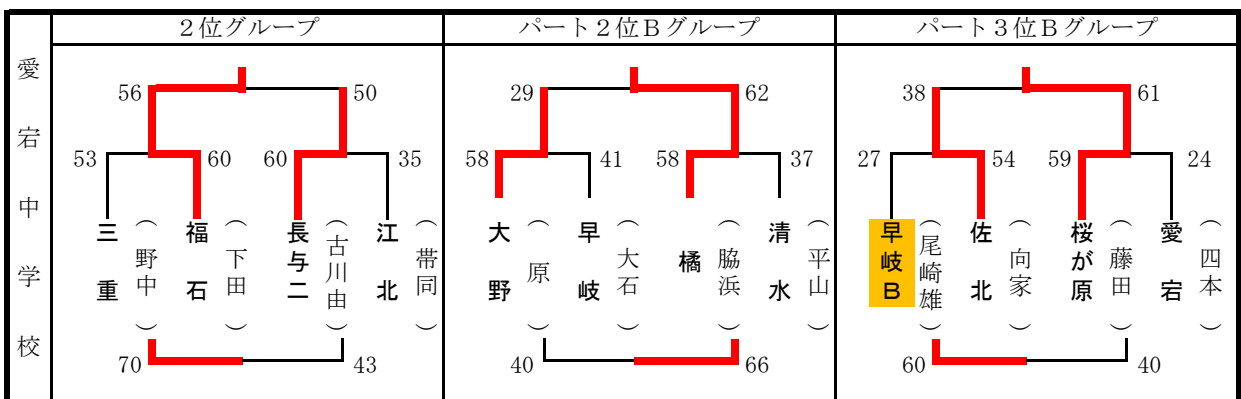 愛宕中学校
2位グループ
56 50
53 60 60 35
三重（野中） 福石（下田） 長与二（古川由） 江北（帯同）
70 43
パート2位Bグループ
29 62
58 41 58 37
大野（原） 早岐（大石） 橘（脇浜） 清水（平山）
40 66
パート3位Bグループ
38 61
27 54 59 24
早岐B（尾崎雄） 佐北（向家） 桜が原（藤田） 愛宕（四本）
60 40